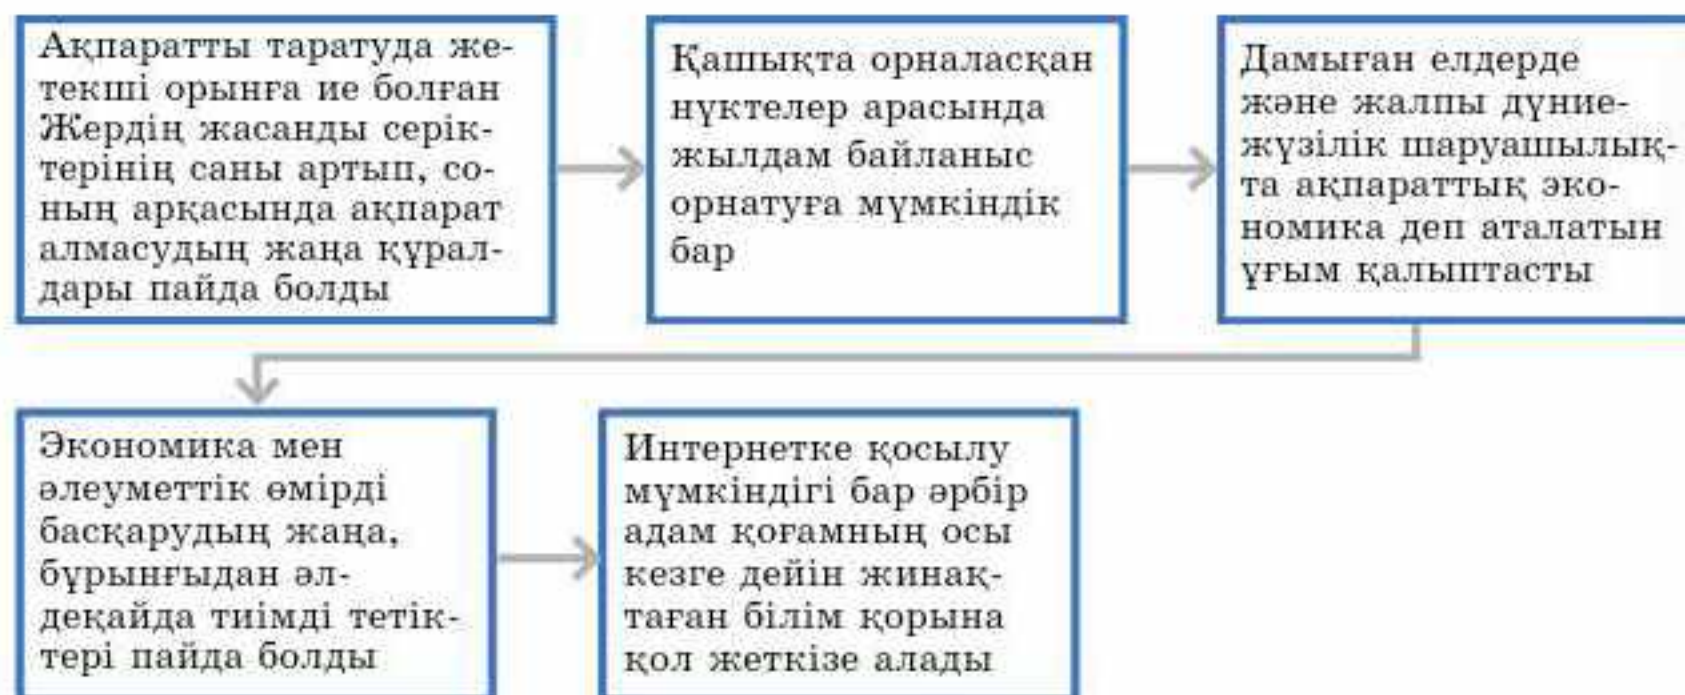 Ақпаратты таратуда же-
текші орынға ие болған
Жердің жасанды серік-
терінің саны артып, со-
ның арқасында ақпарат
алмасудың жаңа құрал-
дары пайда болды
Қашықта орналасқан
нүктелер арасында
жылдам байланыс
орнатуға мүмкіндік
бар
Дамыған елдерде
және жалпы дүние-
жүзілік шаруашылық-
та ақпараттық эко-
номика деп аталатын
ұғым қалыптасты
Экономика мен
әлеуметтік өмірді
басқарудың жаңа,
бұрынғыдан әл-
деқайда тиімді тетік-
тері пайда болды
Интернетке қосылу
мүмкіндігі бар әрбір
адам қоғамның осы
кезге дейін жинақ-
таған білім қорына
қол жеткізе алады